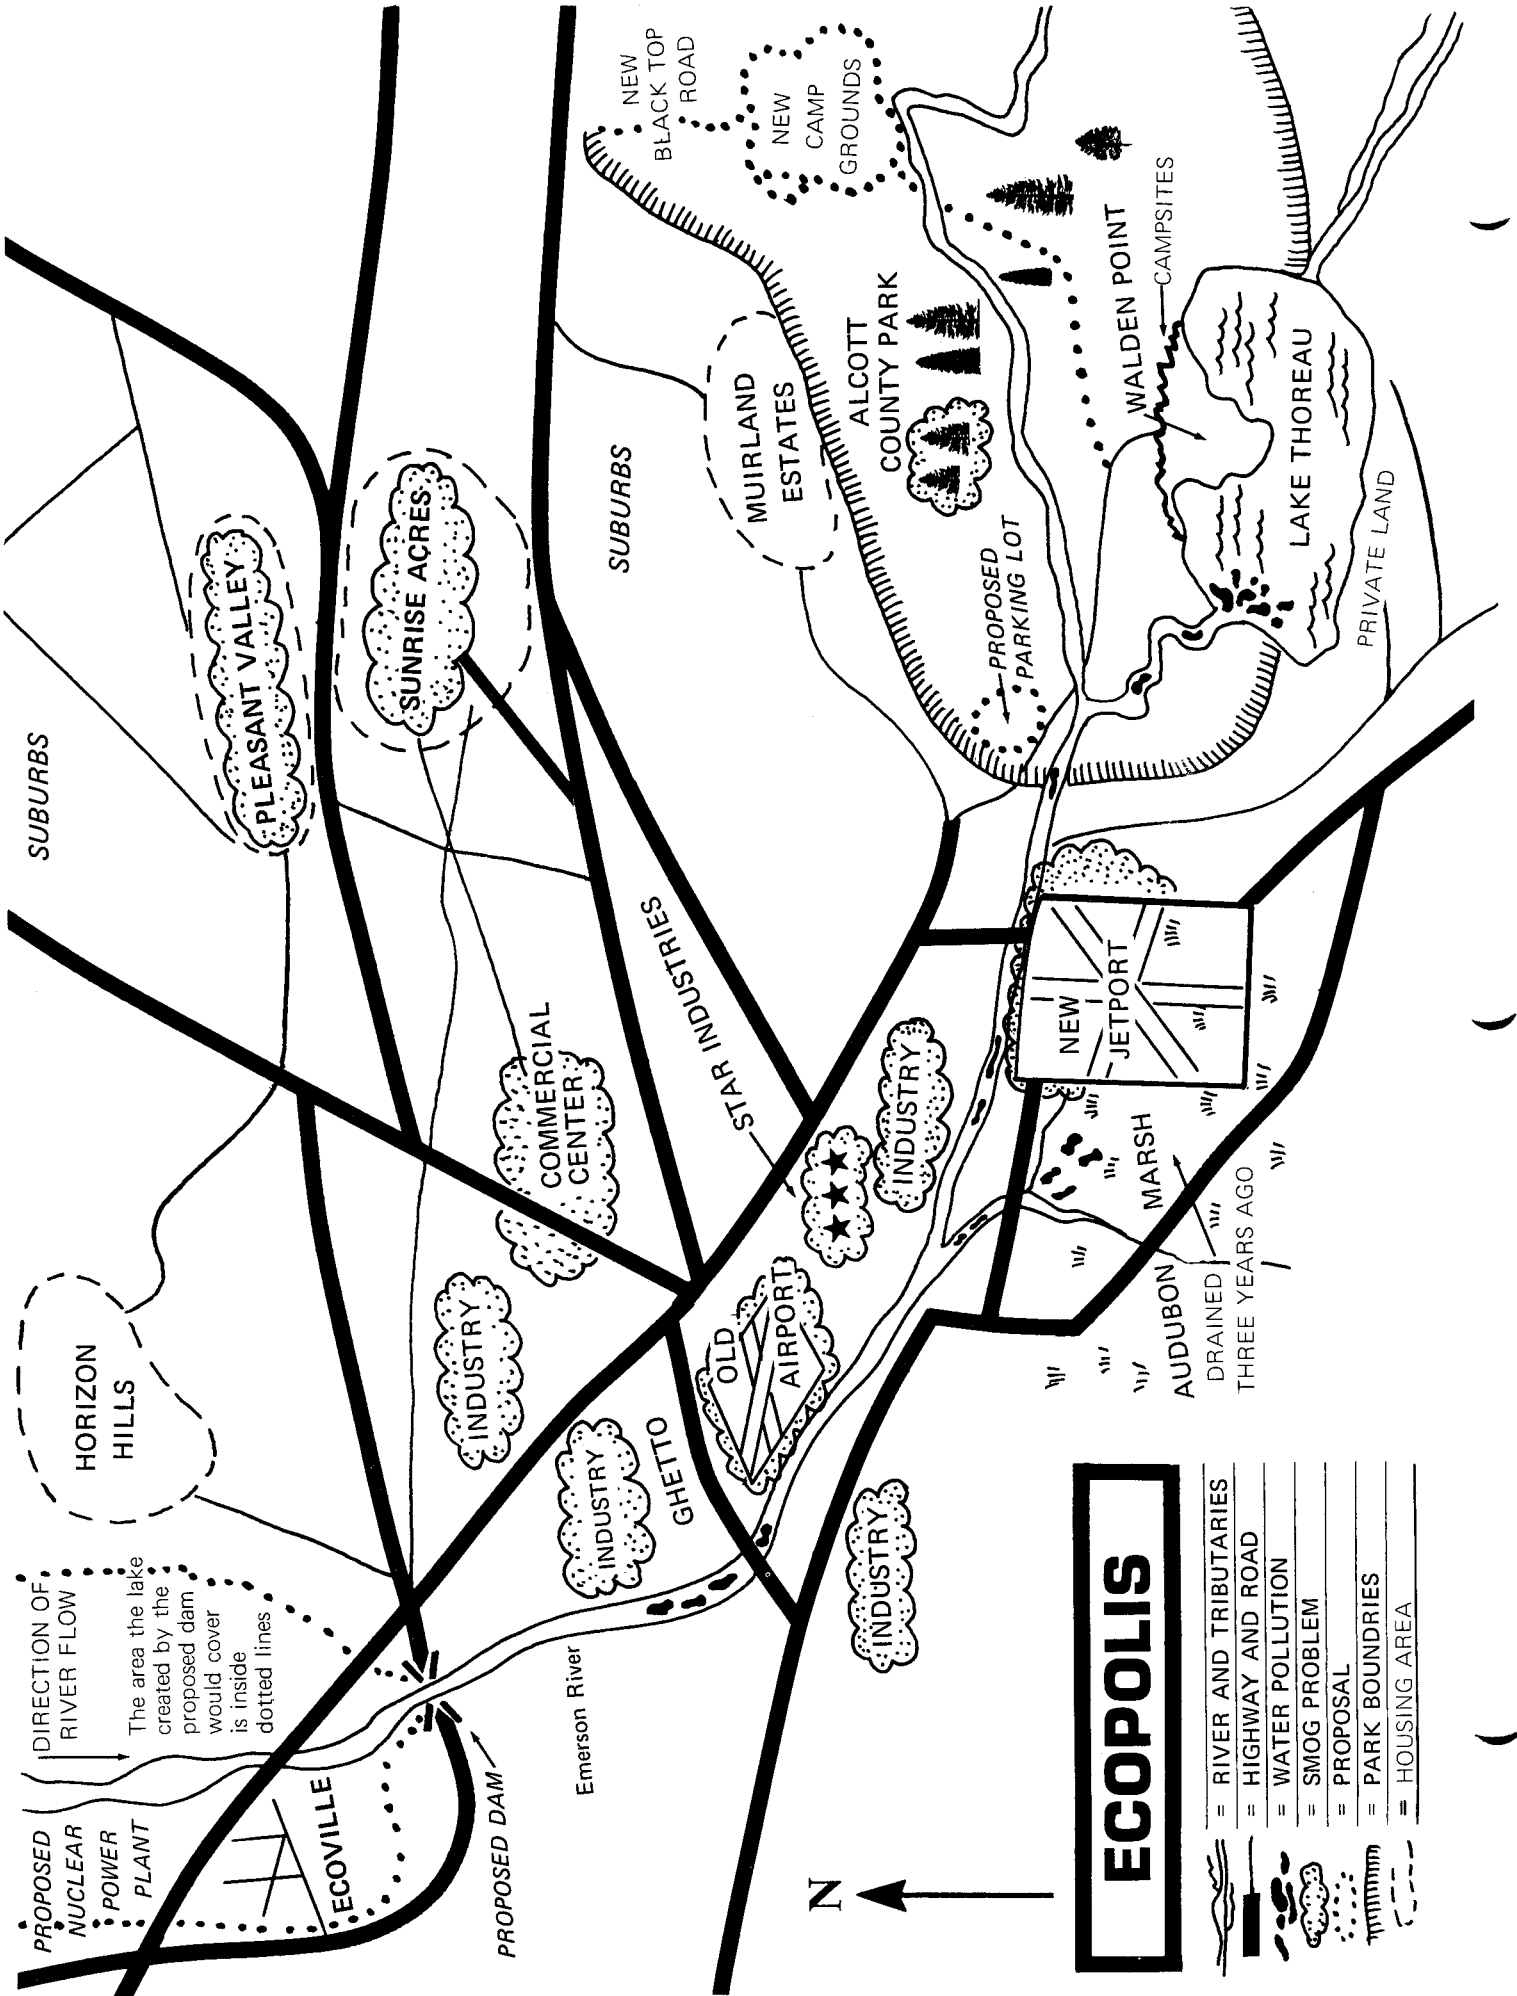 PROPOSED
NUCLEAR
POWER
PLANT
DIRECTION OF
RIVER FLOW
The area the lake
created by the
proposed dam
would cover
is inside
dotted lines
HORIZON
HILLS
SUBURBS
PLEASANT VALLEY
SUNRISE ACRES
ECOVILLE
PROPOSED DAM
Emerson River
INDUSTRY
INDUSTRY
GHETTO
COMMERCIAL
CENTER
STAR INDUSTRIES
SUBURBS
NEW
BLACK TOP
ROAD
NEW
CAMP
GROUNDS
MUIRLAND
ESTATES
ALCOTT
COUNTY PARK
PROPOSED
PARKING LOT
OLD
AIRPORT
INDUSTRY
INDUSTRY
NEW
JETPORT
AUDUBON MARSH
DRAINED
THREE YEARS AGO
WALDEN POINT
CAMPSITES
LAKE THOREAU
PRIVATE LAND
N
ECOPOLIS
= RIVER AND TRIBUTARIES
= HIGHWAY AND ROAD
= WATER POLLUTION
= SMOG PROBLEM
= PROPOSAL
= PARK BOUNDRIES
= HOUSING AREA